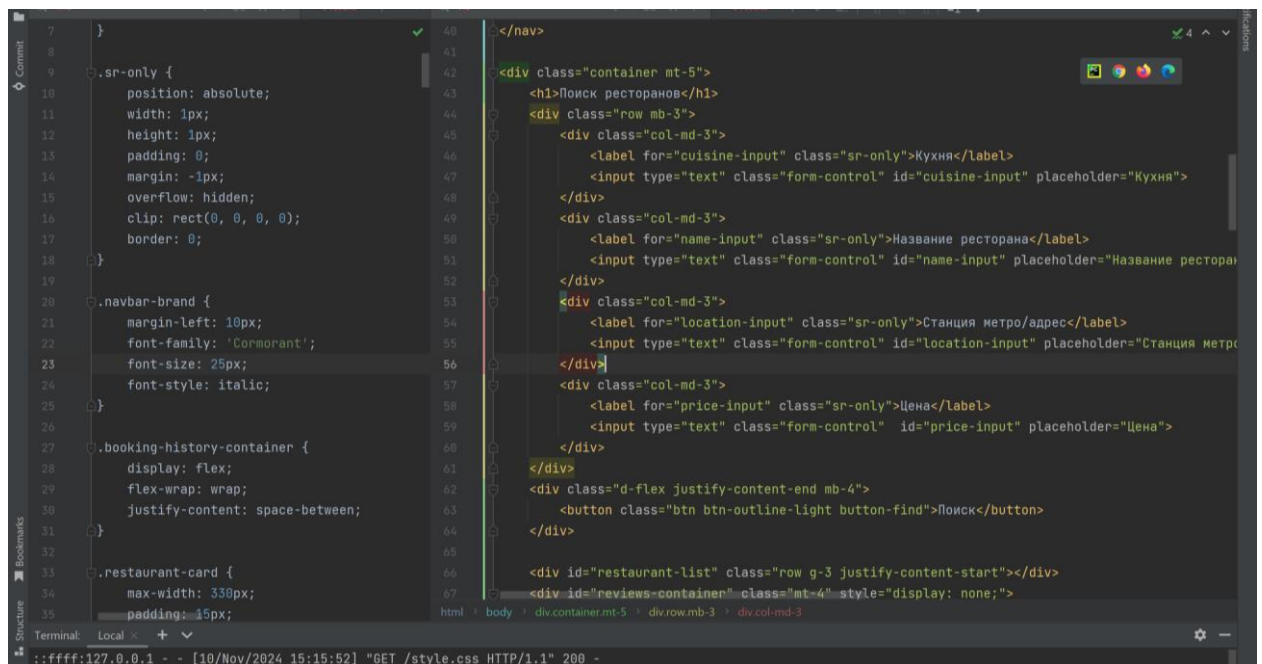 Commit
7 }
8
9 .sr-only {
10 position: absolute;
11 width: 1px;
12 height: 1px;
13 padding: 0;
14 margin: -1px;
15 overflow: hidden;
16 clip: rect(0, 0, 0, 0);
17 border: 0;
18 }
19
20 .navbar-brand {
21 margin-left: 10px;
22 font-family: 'Cormorant';
23 font-size: 25px;
24 font-style: italic;
25 }
26
27 .booking-history-container {
28 display: flex;
29 flex-wrap: wrap;
30 justify-content: space-between;
31 }
32
33 .restaurant-card {
34 max-width: 330px;
35 padding: 15px;
40 </nav>
41
42 <div class="container mt-5">
43 <h1>Поиск ресторанов</h1>
44 <div class="row mb-3">
45 <div class="col-md-3">
46 <label for="cuisine-input" class="sr-only">Кухня</label>
47 <input type="text" class="form-control" id="cuisine-input" placeholder="Кухня">
48 </div>
49 <div class="col-md-3">
50 <label for="name-input" class="sr-only">Название ресторана</label>
51 <input type="text" class="form-control" id="name-input" placeholder="Название ресторан
52 </div>
53 <div class="col-md-3">
54 <label for="location-input" class="sr-only">Станция метро/адрес</label>
55 <input type="text" class="form-control" id="location-input" placeholder="Станция метро
56 </div>
57 <div class="col-md-3">
58 <label for="price-input" class="sr-only">Цена</label>
59 <input type="text" class="form-control" id="price-input" placeholder="Цена">
60 </div>
61 </div>
62 <div class="d-flex justify-content-end mb-4">
63 <button class="btn btn-outline-light button-find">Поиск</button>
64 </div>
65
66 <div id="restaurant-list" class="row g-3 justify-content-start"></div>
67 <div id="reviews-container" class="mt-4" style="display: none;">
4
html body div.container.mt-5 div.row.mb-3 div.col-md-3
Bookmarks
Structure
Terminal: Local
::ffff:127.0.0.1 - - [10/Nov/2024 15:15:52] "GET /style.css HTTP/1.1" 200 -